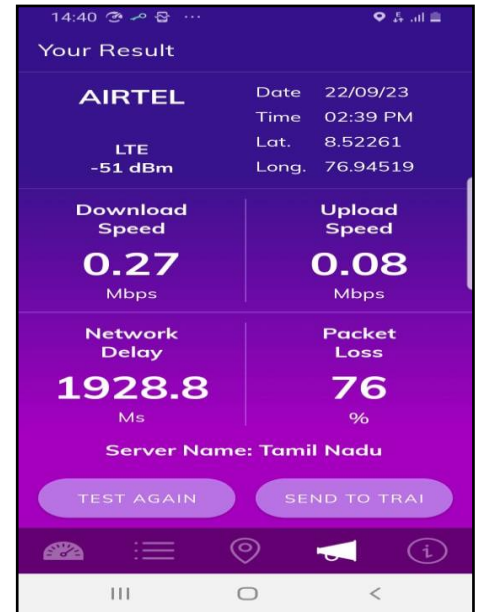 14:40
Your Result
AIRTEL
LTE
-51 dBm
Date 22/09/23
Time 02:39 PM
Lat. 8.52261
Long. 76.94519
Download
Speed
0.27
Mbps
Upload
Speed
0.08
Mbps
Network
Delay
1928.8
Ms
Packet
Loss
76
%
Server Name: Tamil Nadu
TEST AGAIN
SEND TO TRAI